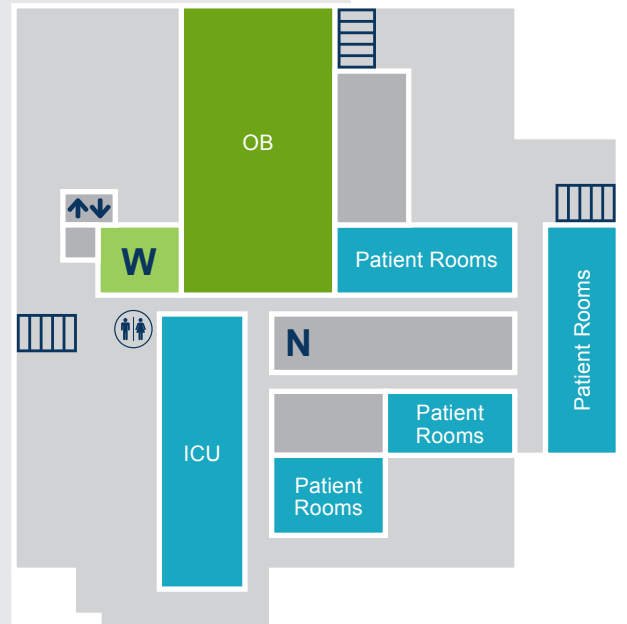 OB
W
Patient Rooms
Patient Rooms
N
Patient
Rooms
ICU
Patient
Rooms